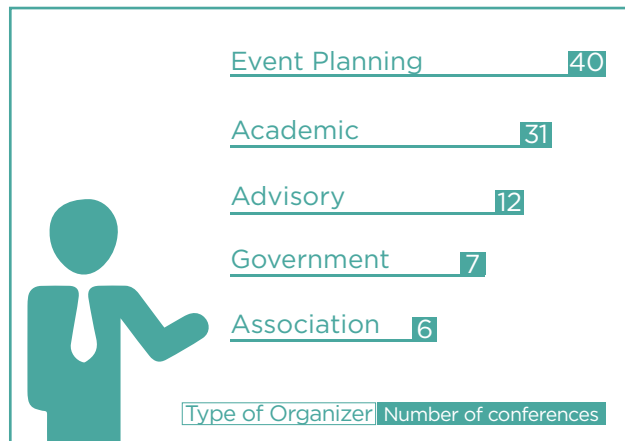 Event Planning 40
Academic 31
Advisory 12
Government 7
Association 6
Type of Organizer Number of conferences